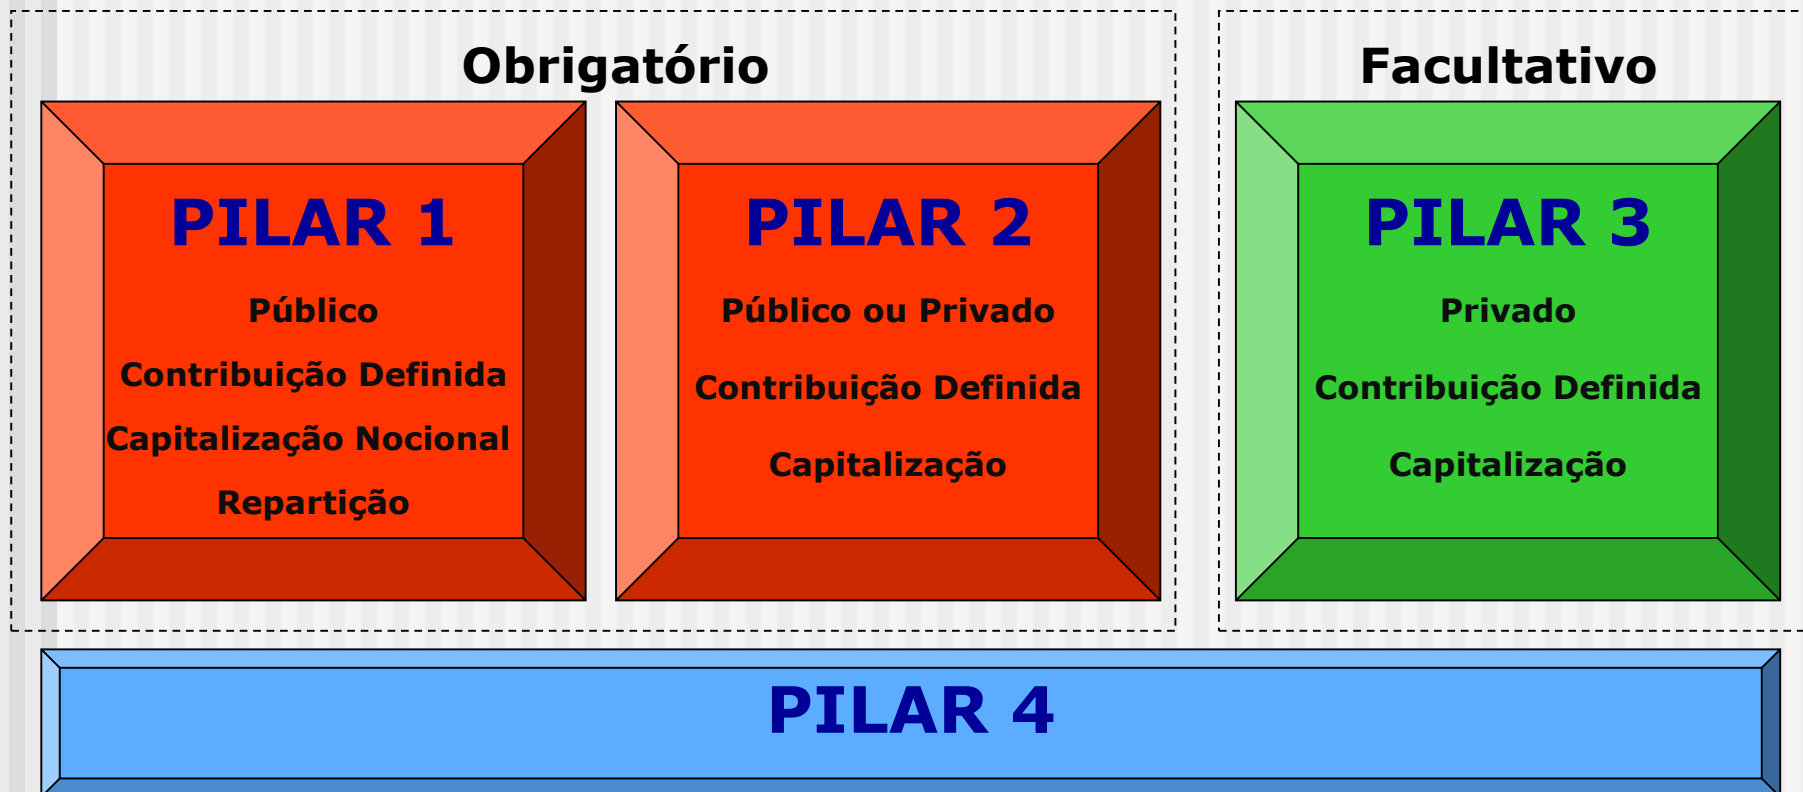 Obrigatório
Facultativo
PILAR 1
Público
Contribuição Definida
Capitalização Nocional
Repartição
PILAR 2
Público ou Privado
Contribuição Definida
Capitalização
PILAR 3
Privado
Contribuição Definida
Capitalização
PILAR 4